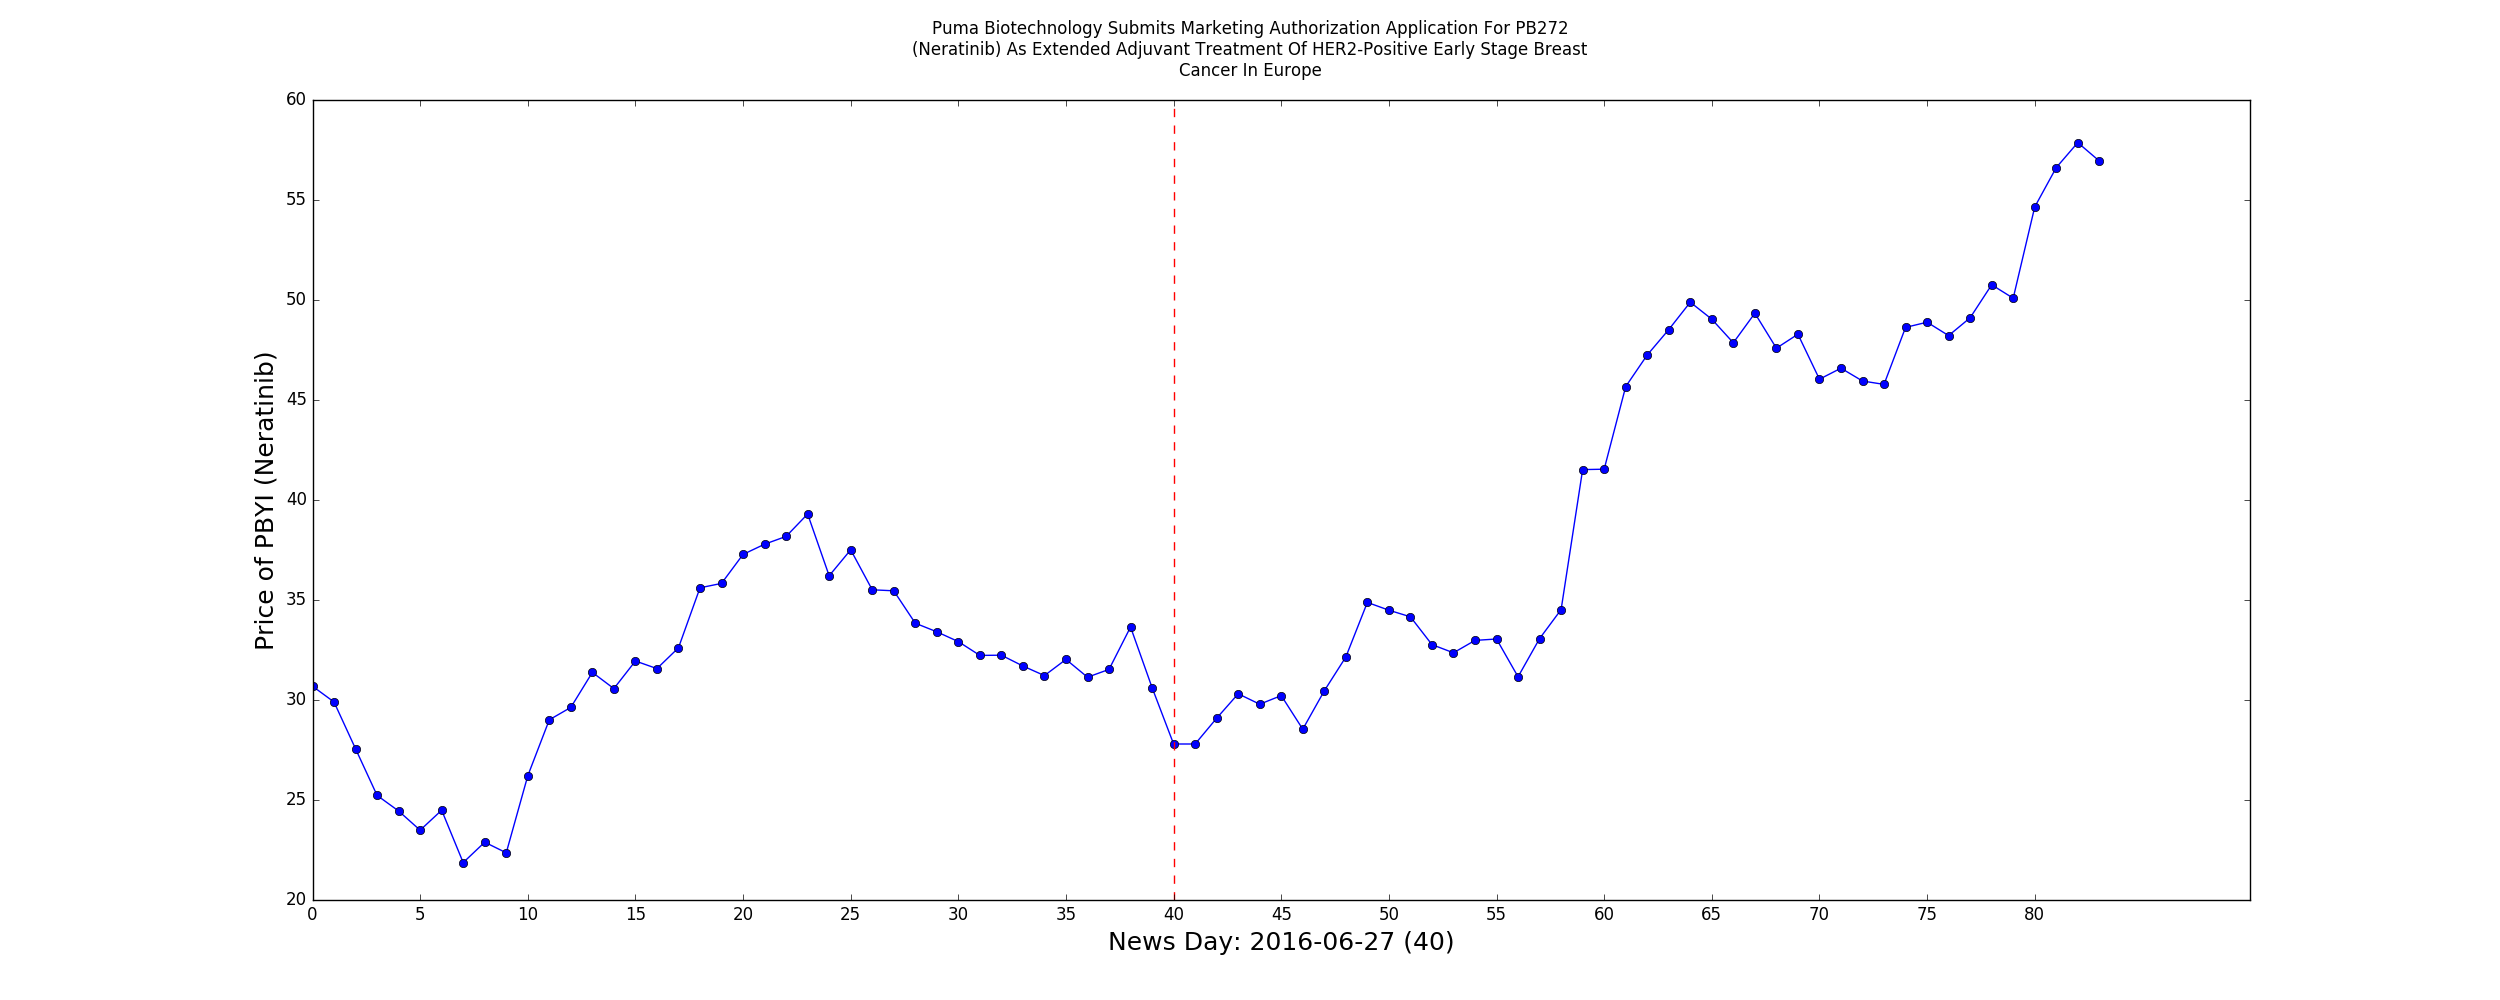 Puma Biotechnology Submits Marketing Authorization Application For PB272
(Neratinib) As Extended Adjuvant Treatment Of HER2-Positive Early Stage Breast
Cancer In Europe
60
55
50
45
40
35
30
25
20
Price of PBYI (Neratinib)
0 5 10 15 20 25 30 35 40 45 50 55 60 65 70 75 80
News Day: 2016-06-27 (40)